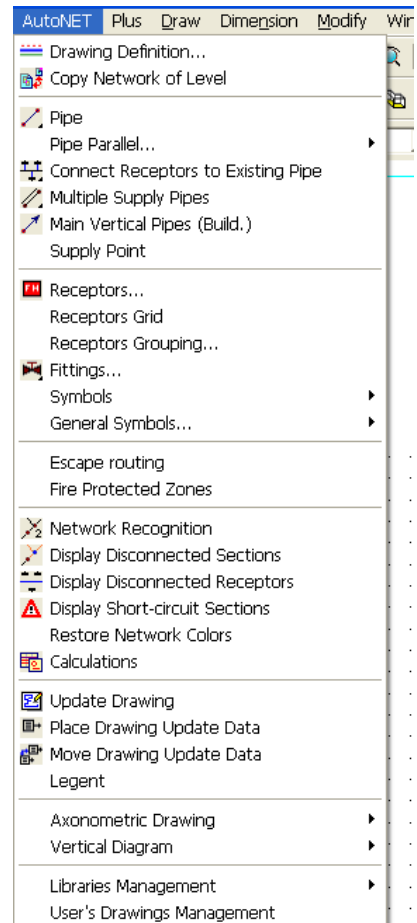 AutoNET Plus Draw Dimension Modify
Drawing Definition...
Copy Network of Level
Pipe
Pipe Parallel...
Connect Receptors to Existing Pipe
Multiple Supply Pipes
Main Vertical Pipes (Build.)
Supply Point
FH Receptors...
Receptors Grid
Receptors Grouping...
Fittings...
Symbols
General Symbols...
Escape routing
Fire Protected Zones
Network Recognition
Display Disconnected Sections
Display Disconnected Receptors
Display Short-circuit Sections
Restore Network Colors
Calculations
Update Drawing
Place Drawing Update Data
Move Drawing Update Data
Legent
Axonometric Drawing
Vertical Diagram
Libraries Management
User's Drawings Management